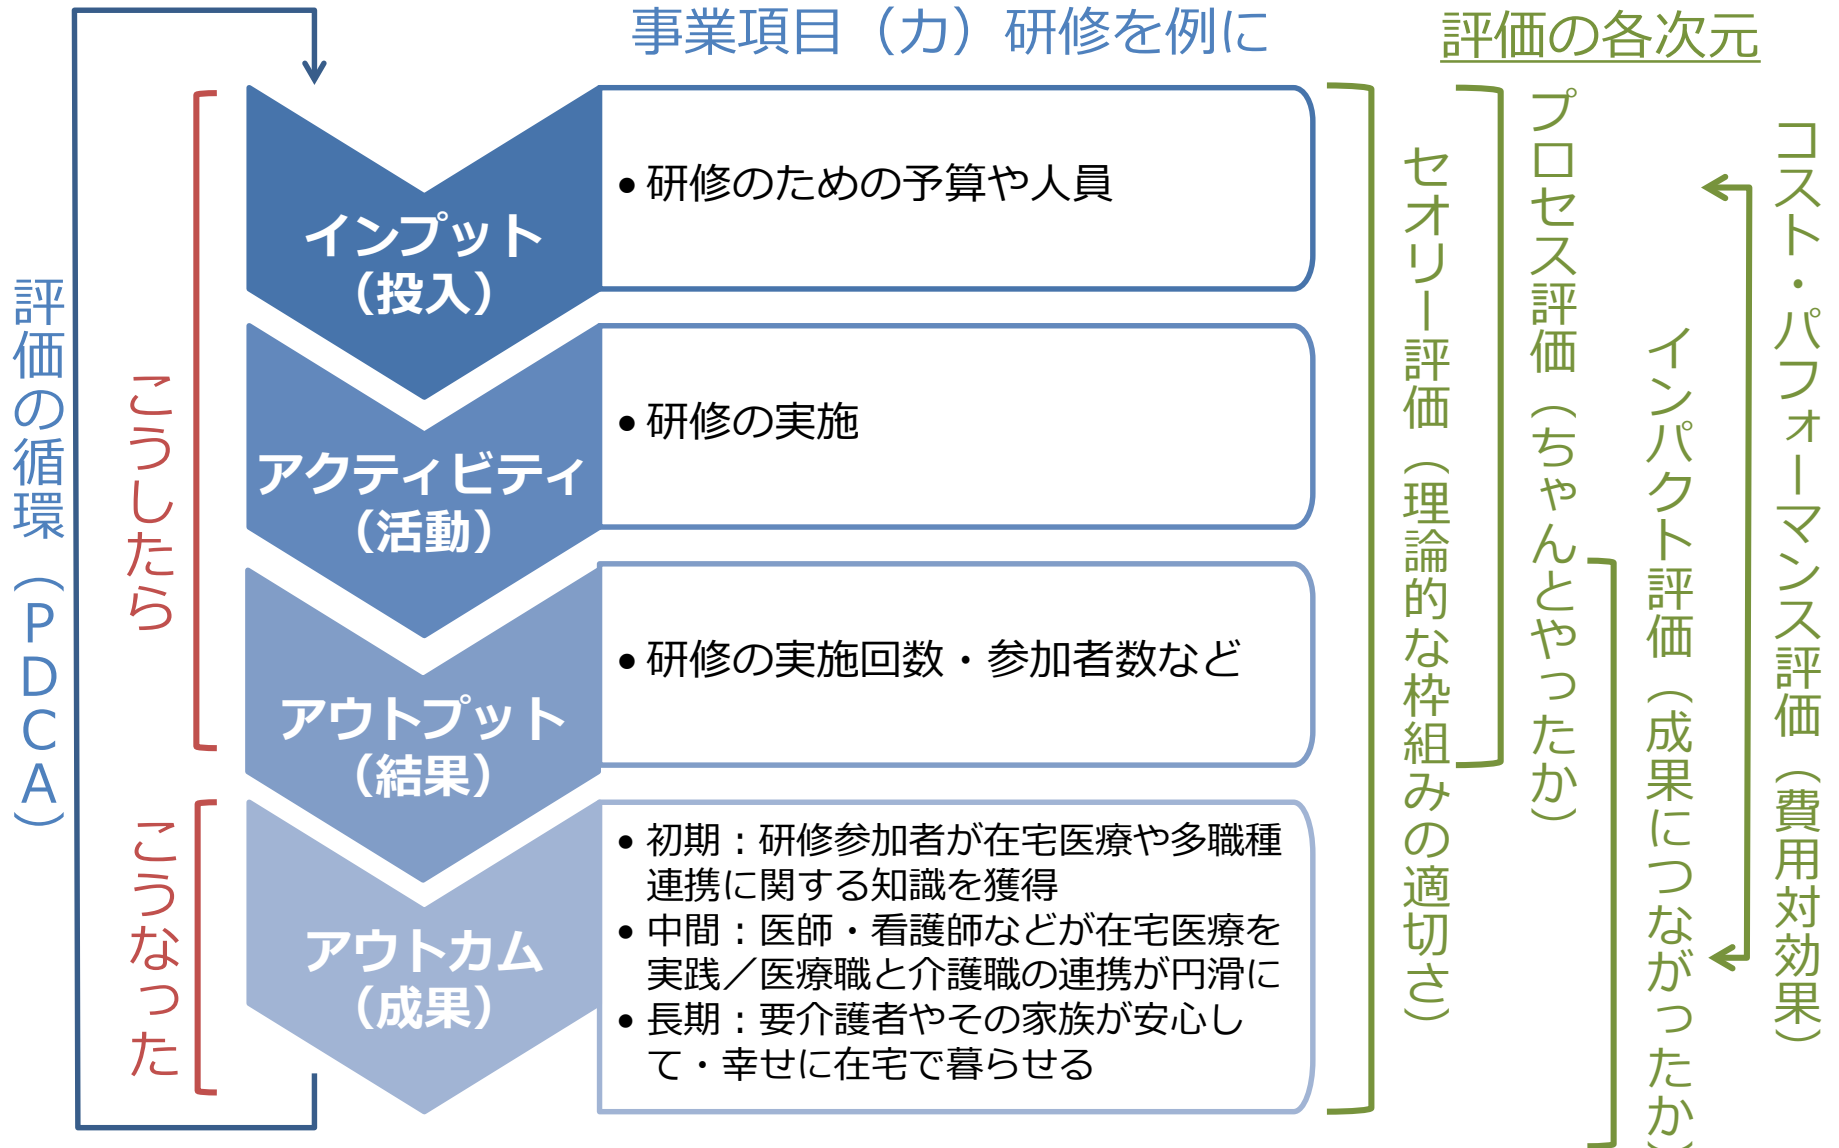 事業項目（カ）研修を例に
評価の各次元
評価の循環（ＰＤＣＡ）
こうしたら
こうなった
インプット
（投入）
• 研修のための予算や人員
アクティビティ
（活動）
• 研修の実施
アウトプット
（結果）
• 研修の実施回数・参加者数など
アウトカム
（成果）
• 初期：研修参加者が在宅医療や多職種
連携に関する知識を獲得
• 中間：医師・看護師などが在宅医療を
実践／医療職と介護職の連携が円滑に
• 長期：要介護者やその家族が安心し
て・幸せに在宅で暮らせる
セオリー評価（理論的な枠組みの適切さ）
プロセス評価（ちゃんとやったか）
インパクト評価（成果につながったか）
コスト・パフォーマンス評価（費用対効果）